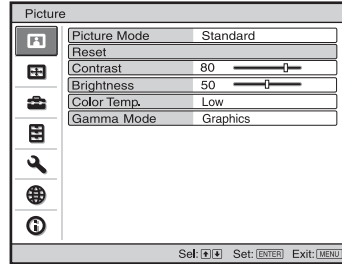 Picture
Picture Mode Standard
Reset
Contrast 80
Brightness 50
Color Temp. Low
Gamma Mode Graphics
Sel: Set: ENTER Exit: MENU